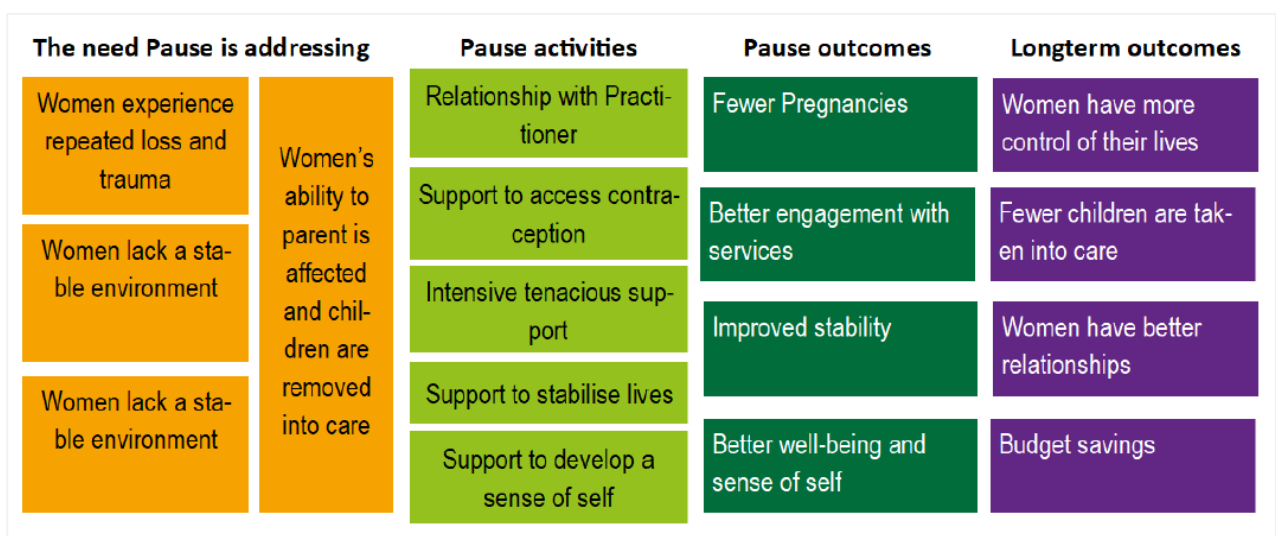 The need Pause is addressing
Women experience
repeated loss and
trauma
Women lack a sta-
ble environment
Women lack a sta-
ble environment
Women's
ability to
parent is
affected
and chil-
dren are
removed
into care
Pause activities
Relationship with Practi-
tioner
Support to access contra-
ception
Intensive tenacious sup-
port
Support to stabilise lives
Support to develop a
sense of self
Pause outcomes
Fewer Pregnancies
Better engagement with
services
Improved stability
Better well-being and
sense of self
Longterm outcomes
Women have more
control of their lives
Fewer children are tak-
en into care
Women have better
relationships
Budget savings